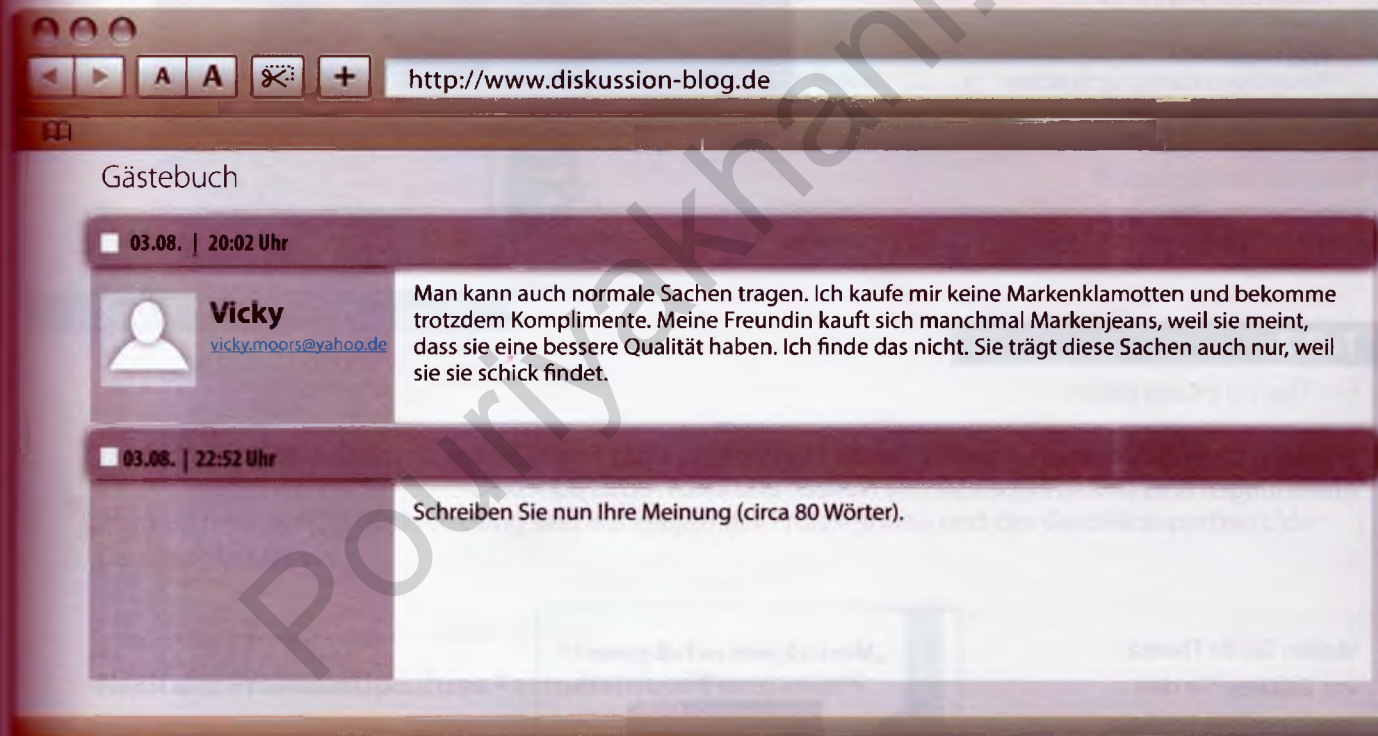 http://www.diskussion-blog.de
Gästebuch
03.08. | 20:02 Uhr
Vicky
vicky.moors@yahoo.de
Man kann auch normale Sachen tragen. Ich kaufe mir keine Markenklamotten und bekomme
trotzdem Komplimente. Meine Freundin kauft sich manchmal Markenjeans, weil sie meint,
dass sie eine bessere Qualität haben. Ich finde das nicht. Sie trägt diese Sachen auch nur, weil
sie sie schick findet.
03.08. | 22:52 Uhr
Schreiben Sie nun Ihre Meinung (circa 80 Wörter).
A A +
Pouriyakhani.